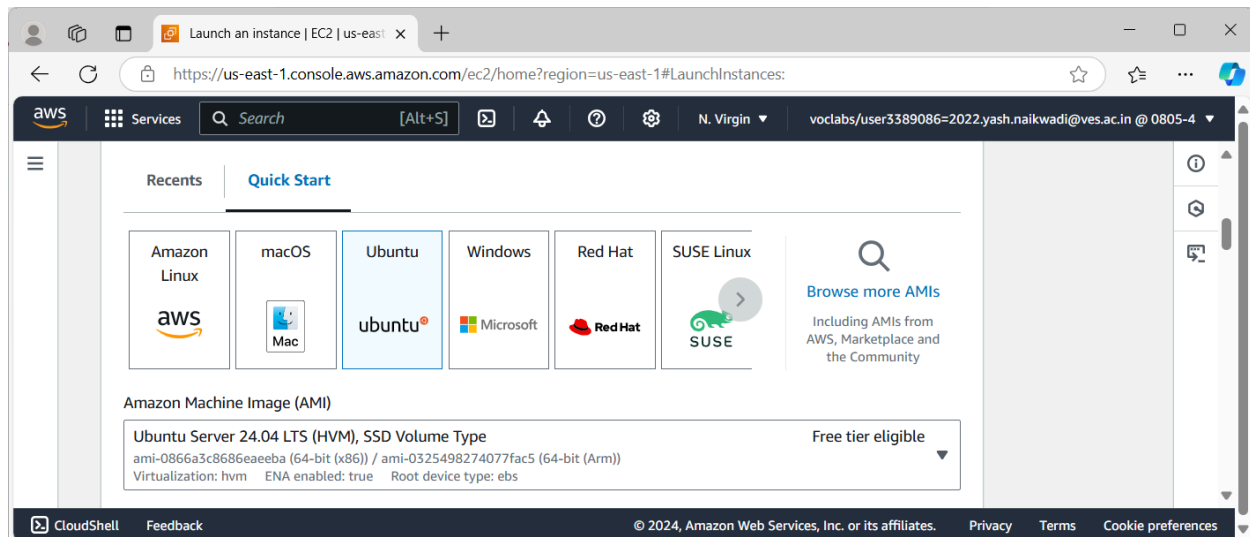 Launch an instance | EC2 | us-east
https://us-east-1.console.aws.amazon.com/ec2/home?region=us-east-1#LaunchInstances:
aws Services Search [Alt+S] N. Virgin voclabs/user3389086=2022.yash.naikwadi@ves.ac.in @ 0805-4
Recents Quick Start
Amazon Linux
aws
macOS
Mac
Ubuntu
ubuntu
Windows
Microsoft
Red Hat
Red Hat
SUSE Linux
SUSE
Browse more AMIs
Including AMIs from
AWS, Marketplace and
the Community
Amazon Machine Image (AMI)
Ubuntu Server 24.04 LTS (HVM), SSD Volume Type Free tier eligible
ami-0866a3c8686eaeeba (64-bit (x86)) / ami-0325498274077fac5 (64-bit (Arm))
Virtualization: hvm ENA enabled: true Root device type: ebs
CloudShell Feedback © 2024, Amazon Web Services, Inc. or its affiliates. Privacy Terms Cookie preferences